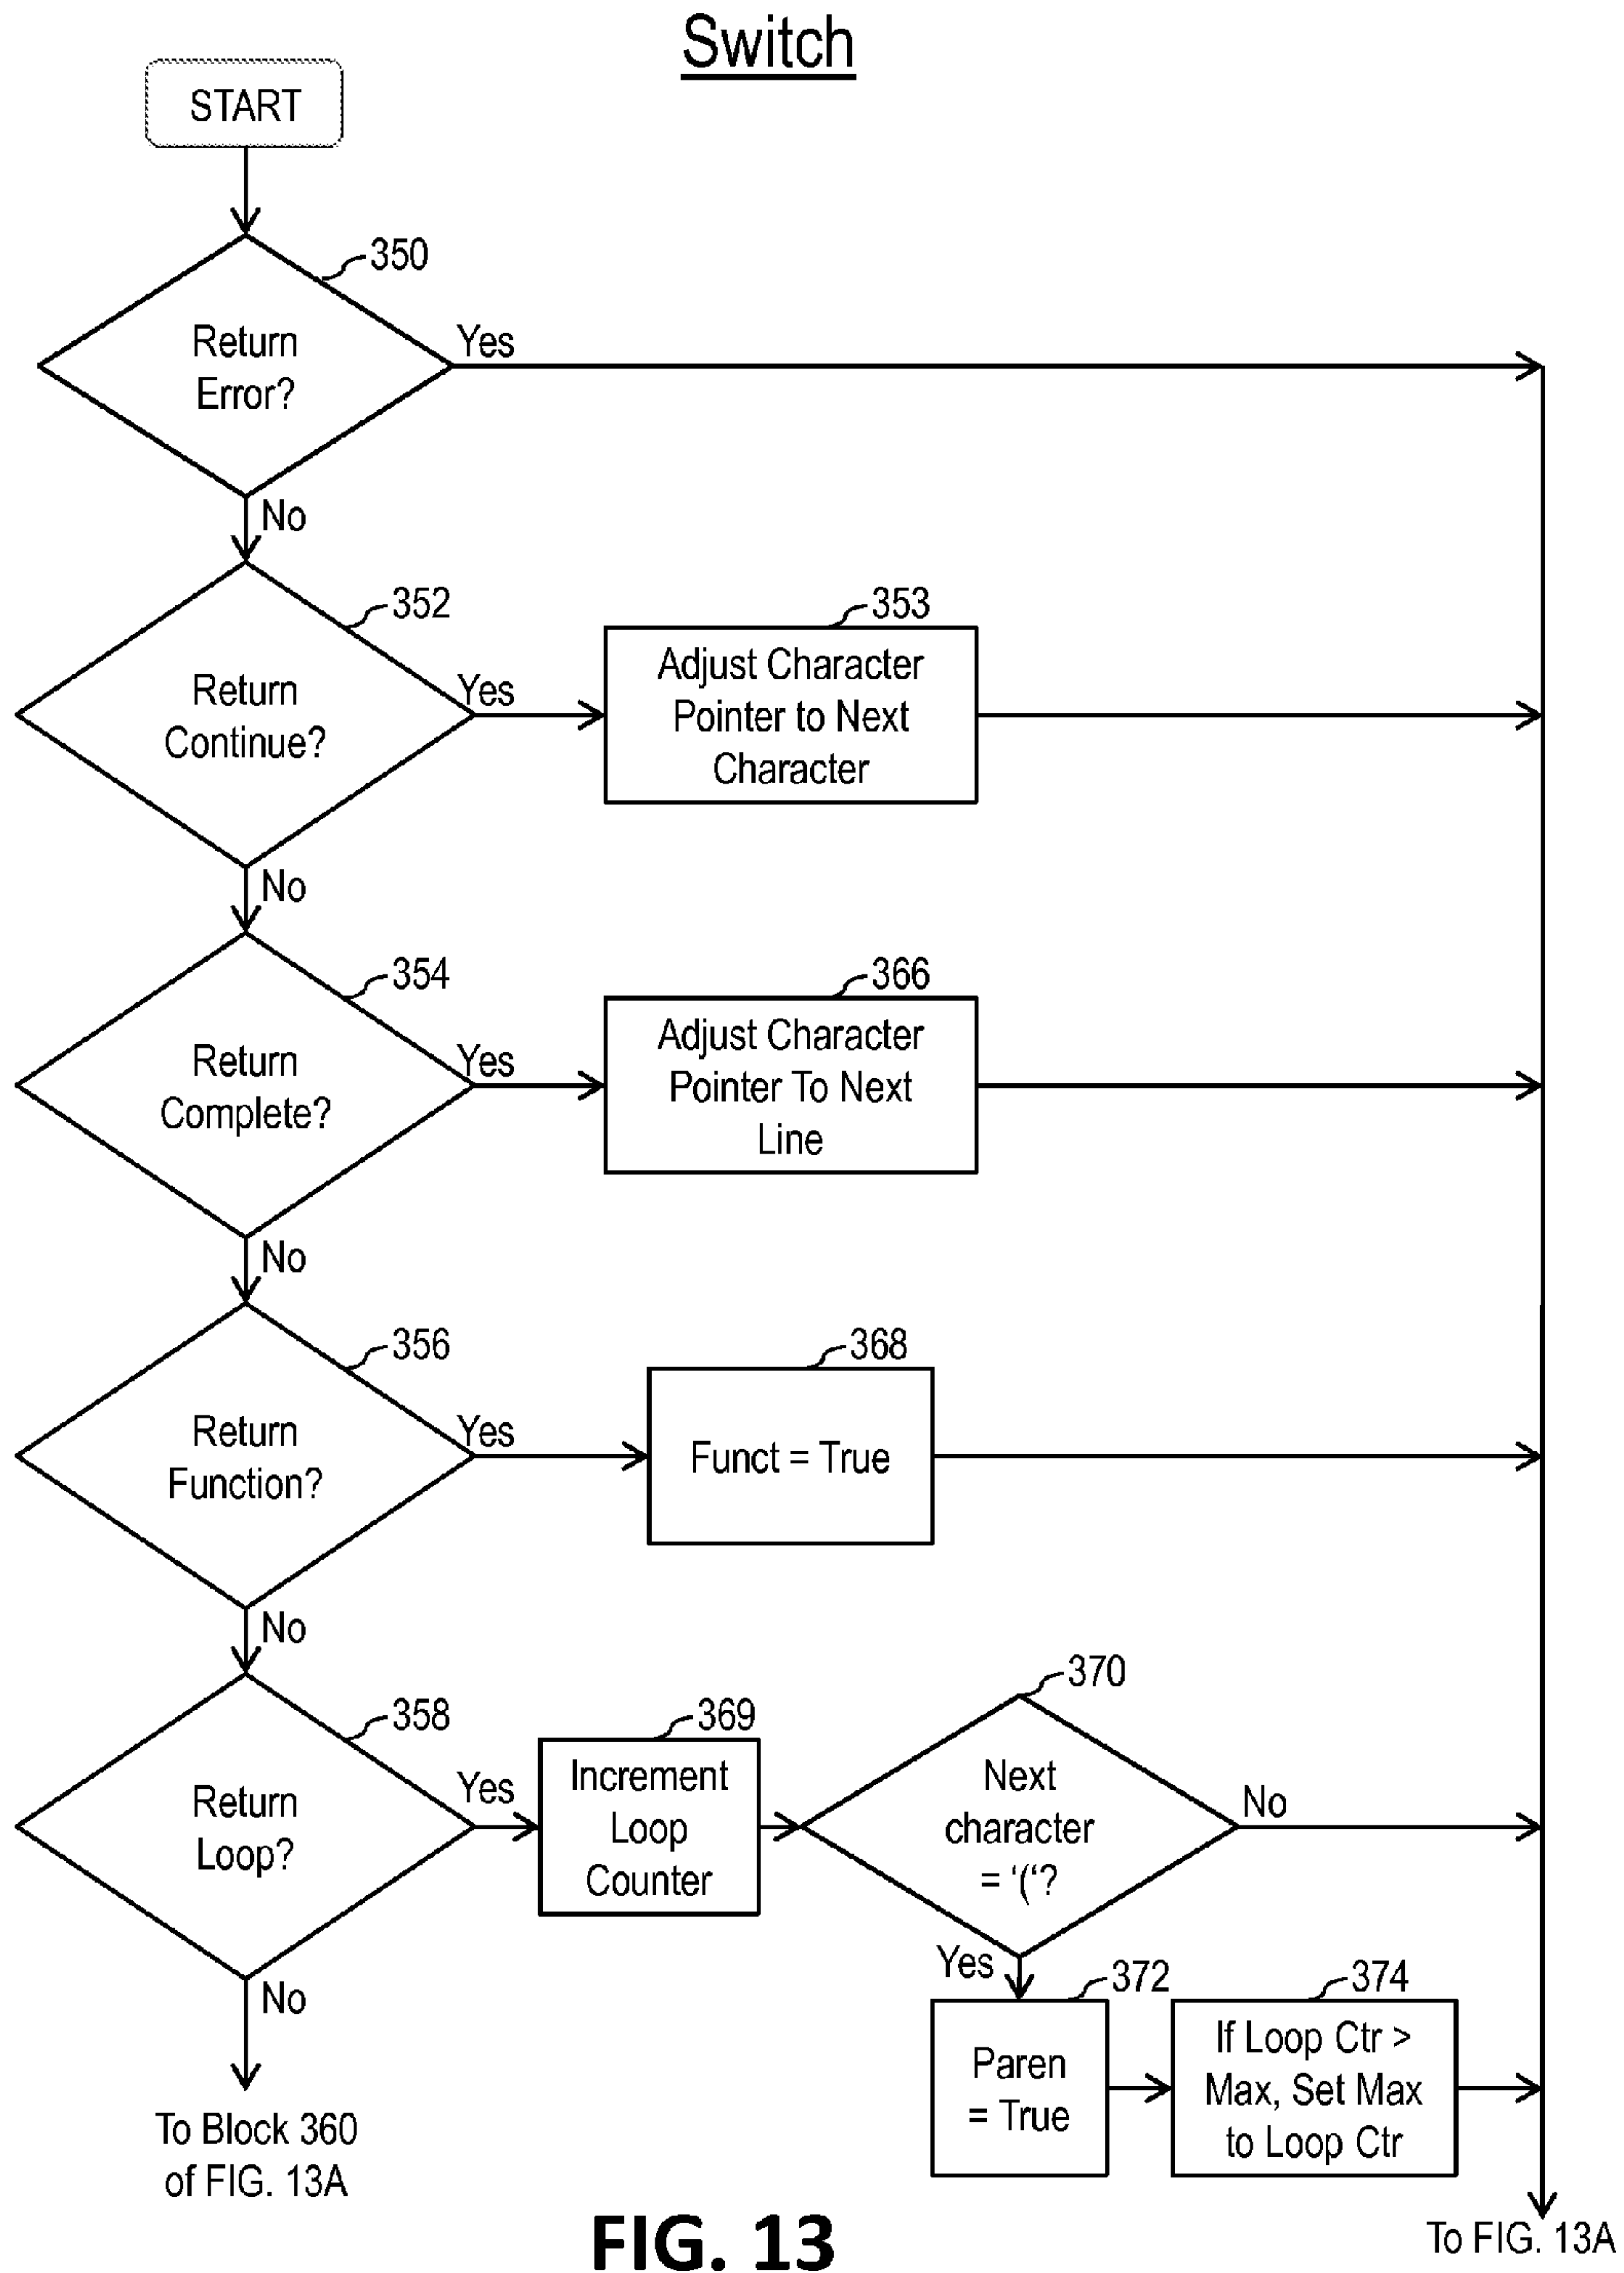 Switch
START
350
Return
Error?
Yes
No
352
Return
Continue?
Yes
353
Adjust Character
Pointer to Next
Character
No
354
Return
Complete?
Yes
366
Adjust Character
Pointer To Next
Line
No
356
Return
Function?
Yes
368
Funct = True
No
358
Return
Loop?
Yes
369
Increment
Loop
Counter
370
Next
character
= ‘(‘?
No
Yes
372
Paren
= True
374
If Loop Ctr >
Max, Set Max
to Loop Ctr
No
To Block 360
of FIG. 13A
To FIG. 13A
FIG. 13